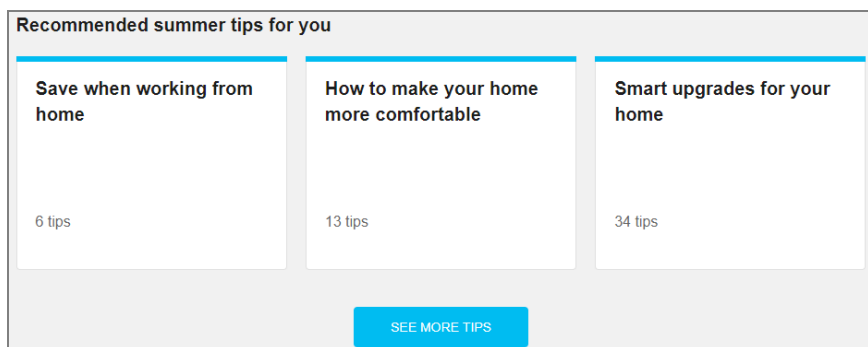 Recommended summer tips for you
Save when working from
home
6 tips
How to make your home
more comfortable
13 tips
Smart upgrades for your
home
34 tips
SEE MORE TIPS